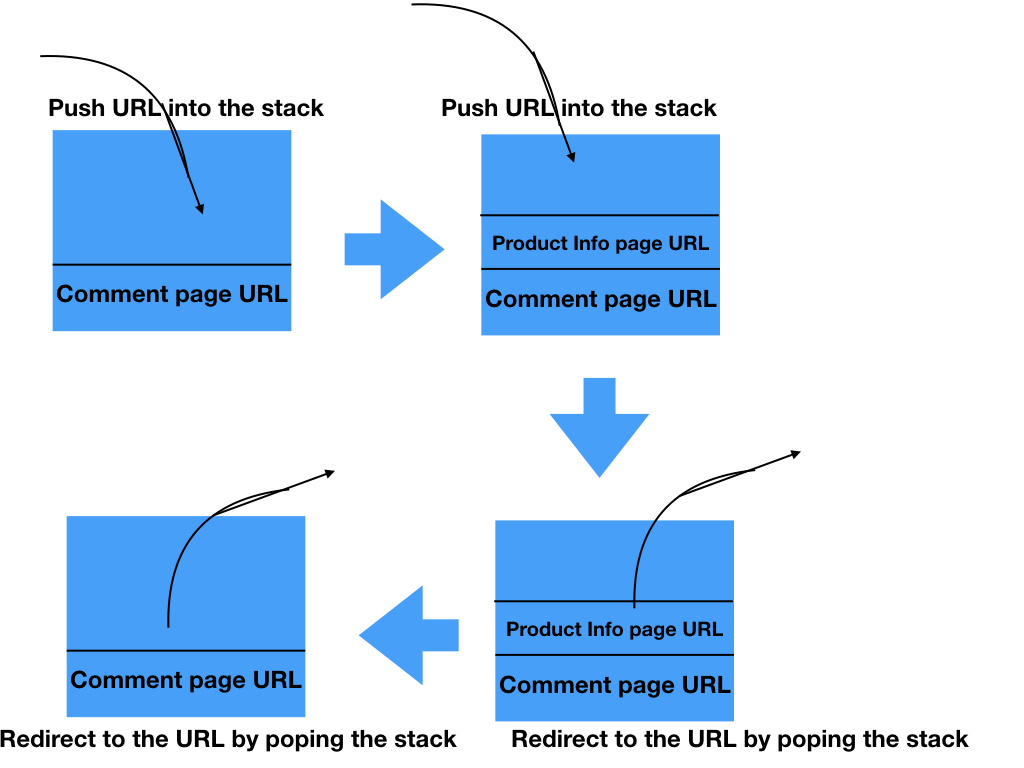 Push URL into the stack
Push URL into the stack
Comment page URL
Product Info page URL
Comment page URL
Comment page URL
Product Info page URL
Comment page URL
Redirect to the URL by poping the stack
Redirect to the URL by poping the stack